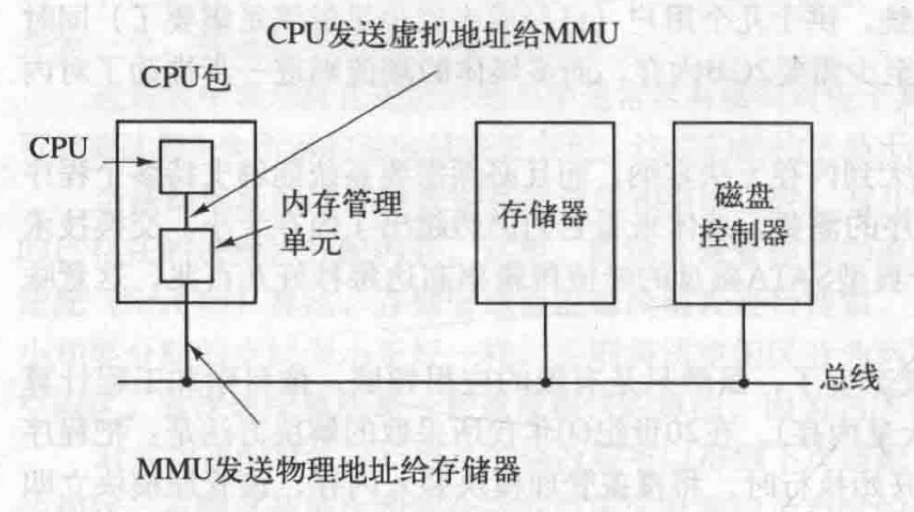 CPU发送虚拟地址给MMU
CPU包
CPU
内存管理
单元
存储器
磁盘
控制器
总线
MMU发送物理地址给存储器